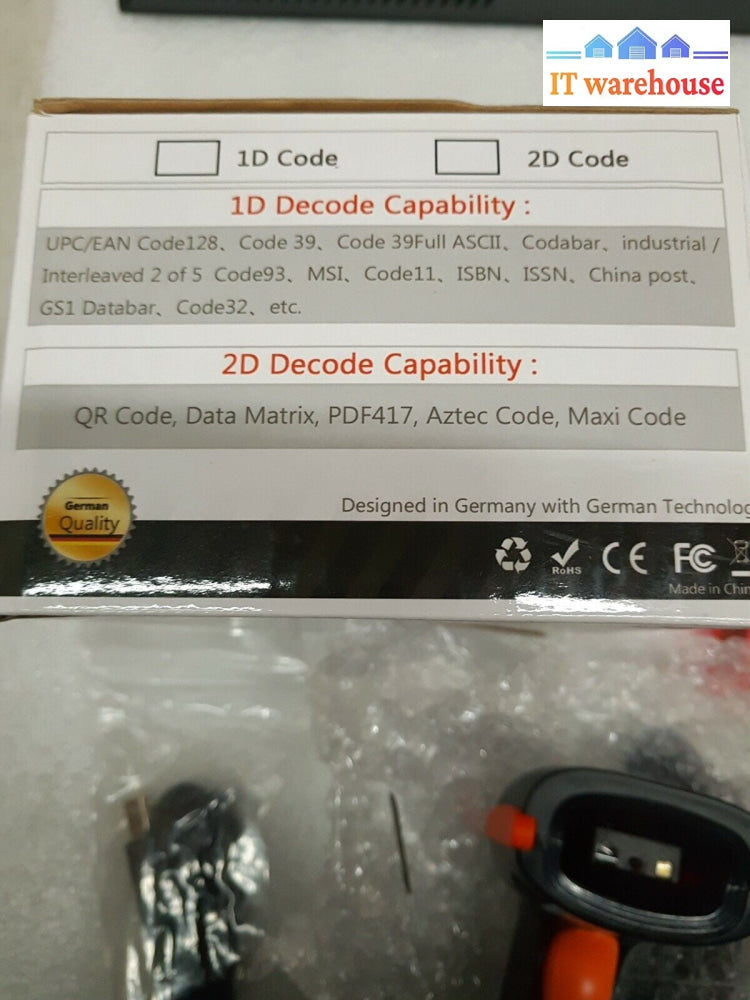 IT warehouse
1D Code
2D Code
1D Decode Capability :
UPC/EAN Code128、Code 39、Code 39Full ASCII、Codabar、industrial /
Interleaved 2 of 5 Code93、MSI、Code11、ISBN、ISSN、China post、
GS1 Databar、Code32、etc.
2D Decode Capability :
QR Code, Data Matrix, PDF417, Aztec Code, Maxi Code
German
Quality
Designed in Germany with German Technolog
RoHS
CE
FC
Made in Chin